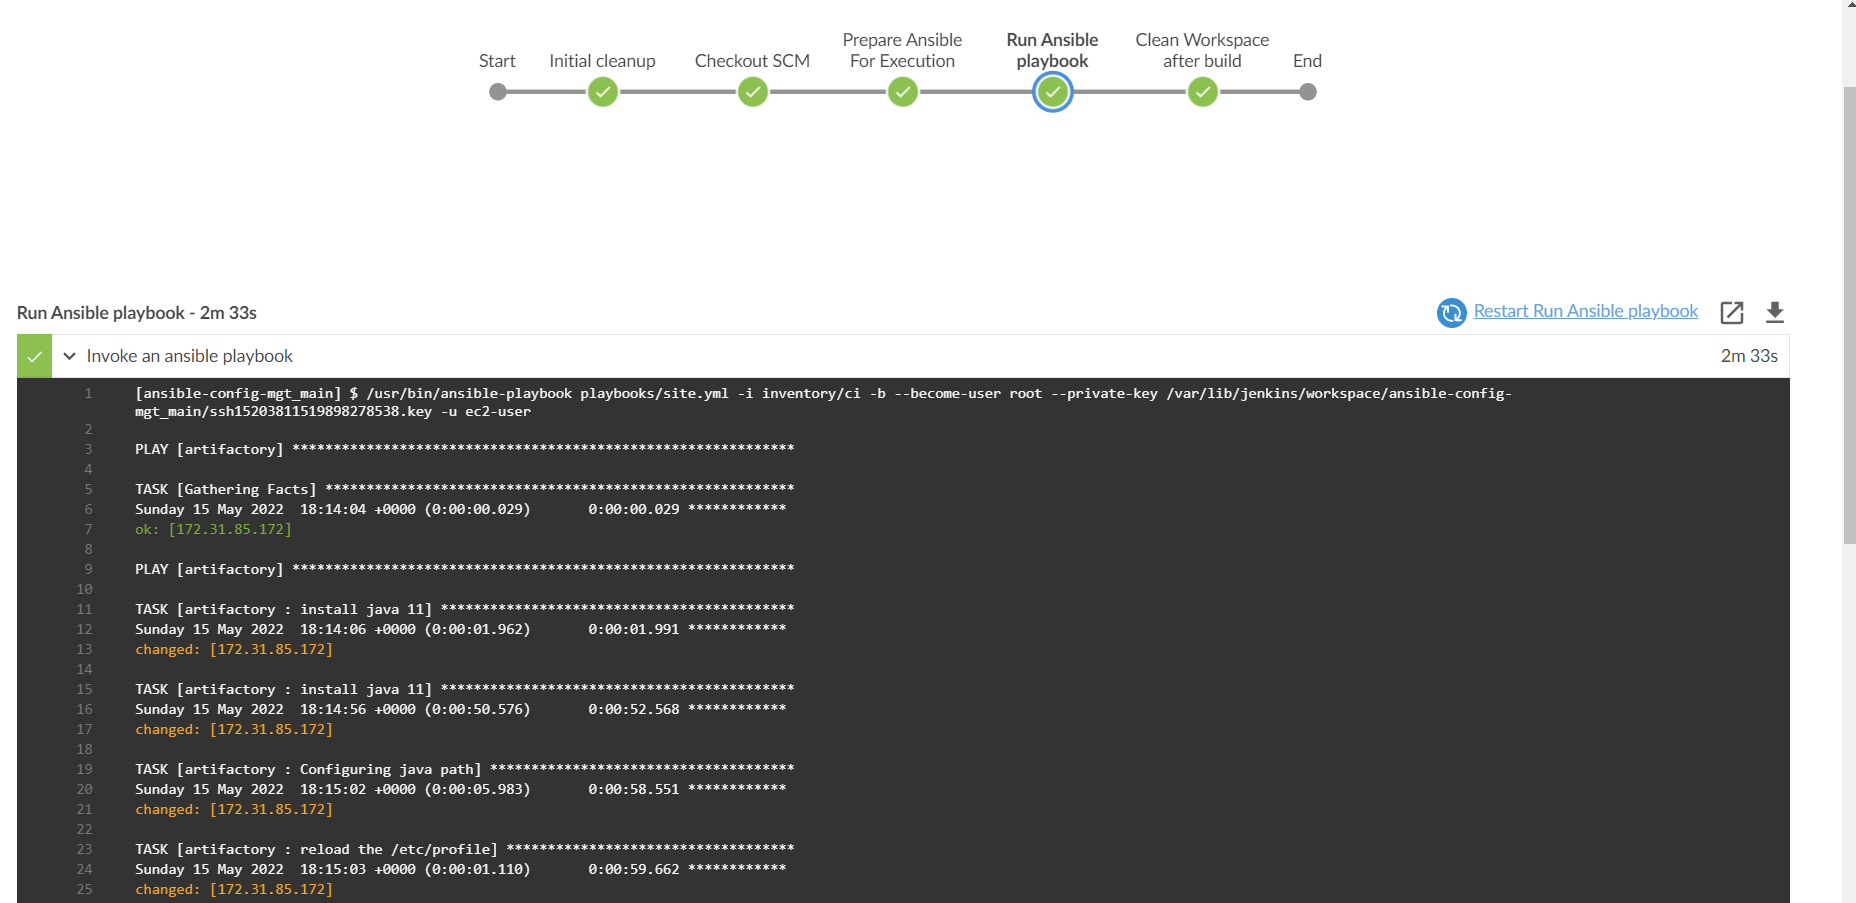 Start
Initial cleanup
Checkout SCM
Prepare Ansible
For Execution
Run Ansible
playbook
Clean Workspace
after build
End
Run Ansible playbook - 2m 33s
Restart Run Ansible playbook
Invoke an ansible playbook
2m 33s
1 [ansible-config-mgt_main] $ /usr/bin/ansible-playbook playbooks/site.yml -i inventory/ci -b --become-user root --private-key /var/lib/jenkins/workspace/ansible-config-
mgt_main/ssh15203811519898278538.key -u ec2-user
2
3 PLAY [artifactory] *************************************************************
4
5 TASK [Gathering Facts] *********************************************************
6 Sunday 15 May 2022  18:14:04 +0000 (0:00:00.029)       0:00:00.029 ************
7 ok: [172.31.85.172]
8
9 PLAY [artifactory] *************************************************************
10
11 TASK [artifactory : install java 11] *******************************************
12 Sunday 15 May 2022  18:14:06 +0000 (0:00:01.962)       0:00:01.991 ************
13 changed: [172.31.85.172]
14
15 TASK [artifactory : install java 11] *******************************************
16 Sunday 15 May 2022  18:14:56 +0000 (0:00:50.576)       0:00:52.568 ************
17 changed: [172.31.85.172]
18
19 TASK [artifactory : Configuring java path] *************************************
20 Sunday 15 May 2022  18:15:02 +0000 (0:00:05.983)       0:00:58.551 ************
21 changed: [172.31.85.172]
22
23 TASK [artifactory : reload the /etc/profile] ***********************************
24 Sunday 15 May 2022  18:15:03 +0000 (0:00:01.110)       0:00:59.662 ************
25 changed: [172.31.85.172]